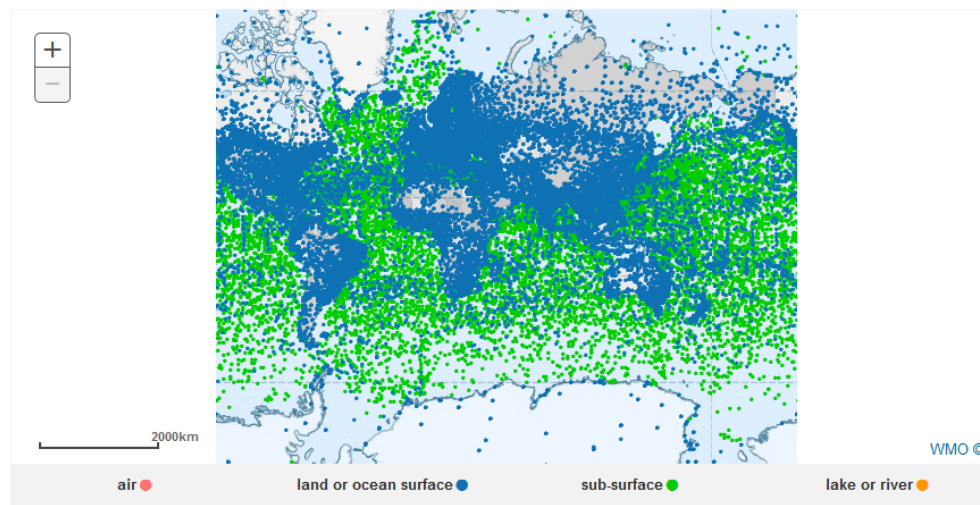 +
−
2000km
WMO ©
air
land or ocean surface
sub-surface
lake or river